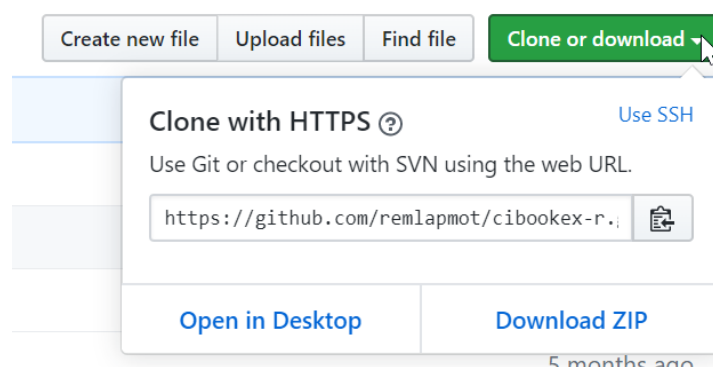 Create new file Upload files Find file Clone or download
Clone with HTTPS Use SSH
Use Git or checkout with SVN using the web URL.
https://github.com/remlapmot/cibookex-r.
Open in Desktop Download ZIP
5 months ago